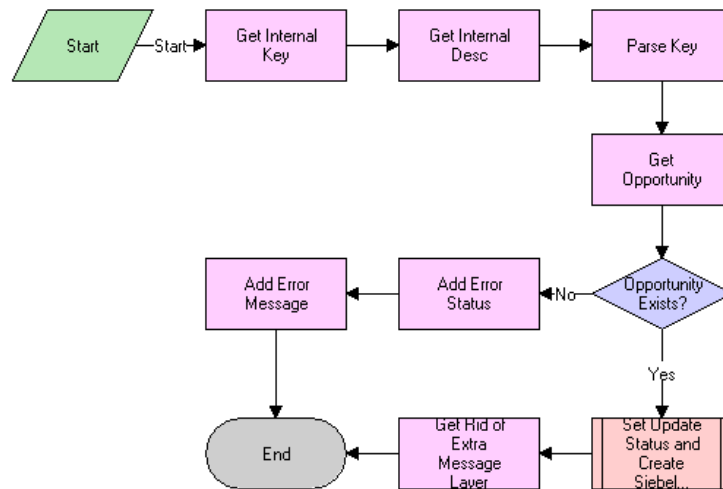 Start
Start
Get Internal
Key
Get Internal
Desc
Parse Key
Get
Opportunity
Opportunity
Exists?
No
Add Error
Status
Add Error
Message
Yes
Set Update
Status and
Create
Siebel...
Get Rid of
Extra
Message
Layer
End